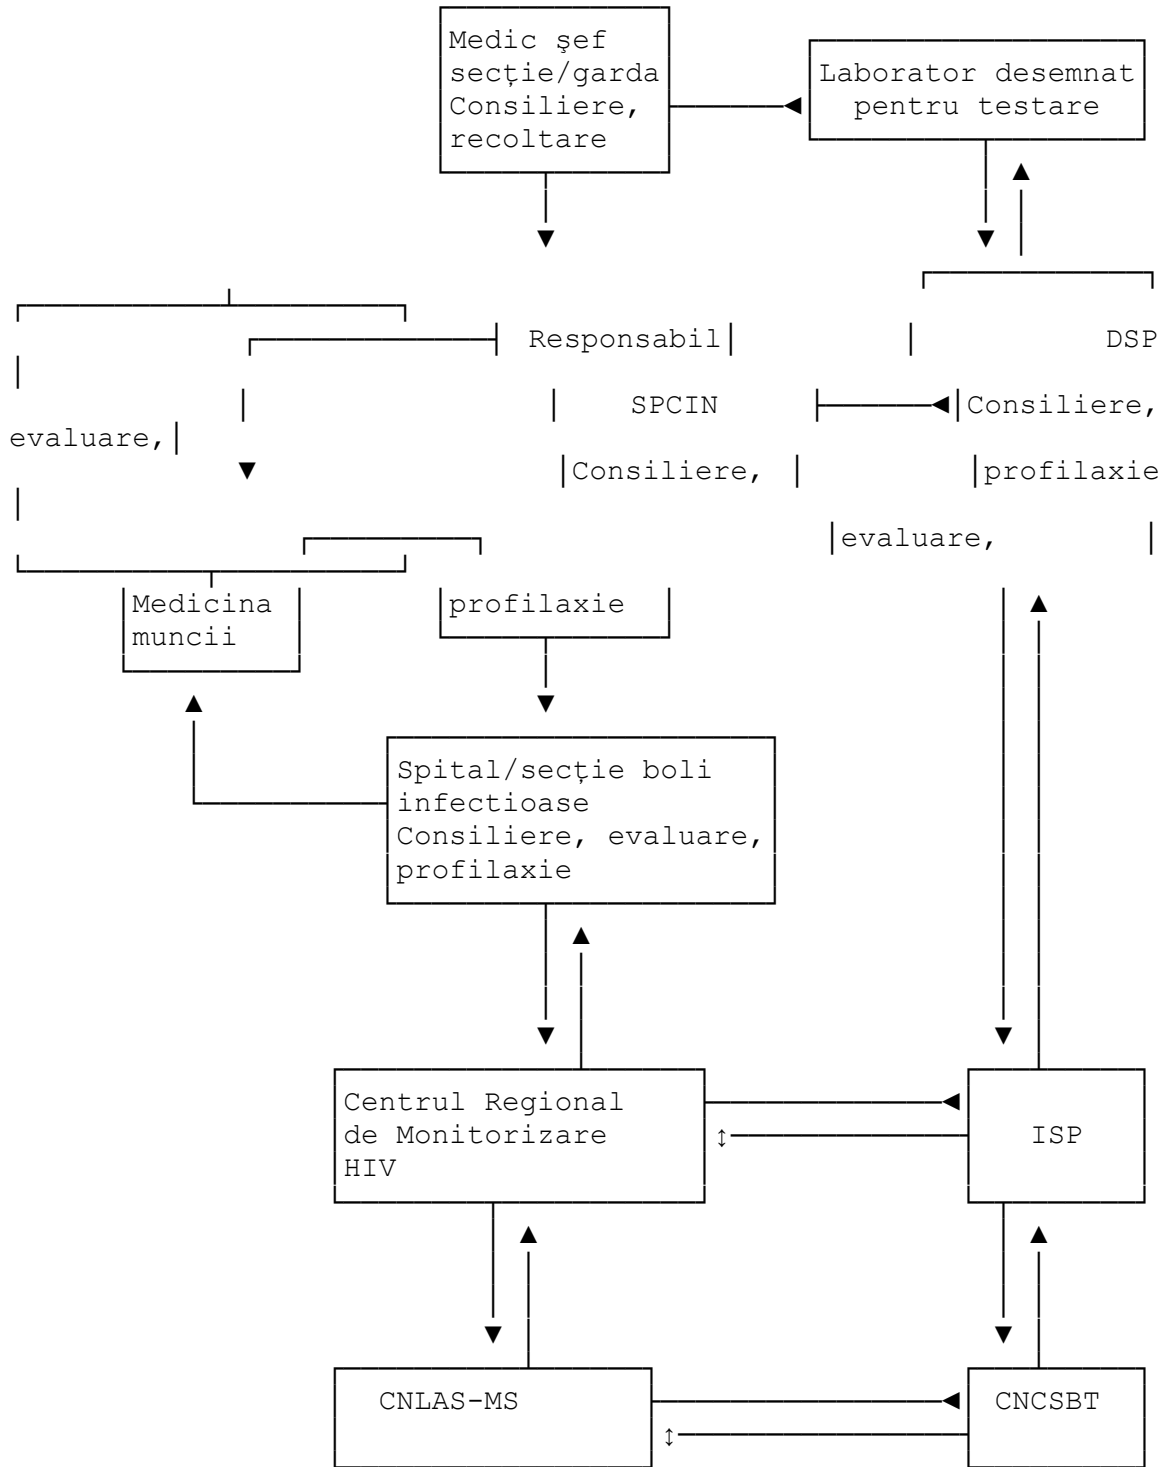 Medic şef
secţie/garda
Consiliere,
recoltare
Laborator desemnat
pentru testare
Responsabil
DSP
SPCIN
Consiliere,
evaluare,
Consiliere,
profilaxie
evaluare,
Medicina
muncii
profilaxie
Spital/secţie boli
infectioase
Consiliere, evaluare,
profilaxie
Centrul Regional
de Monitorizare
HIV
ISP
CNLAS-MS
CNCSBT